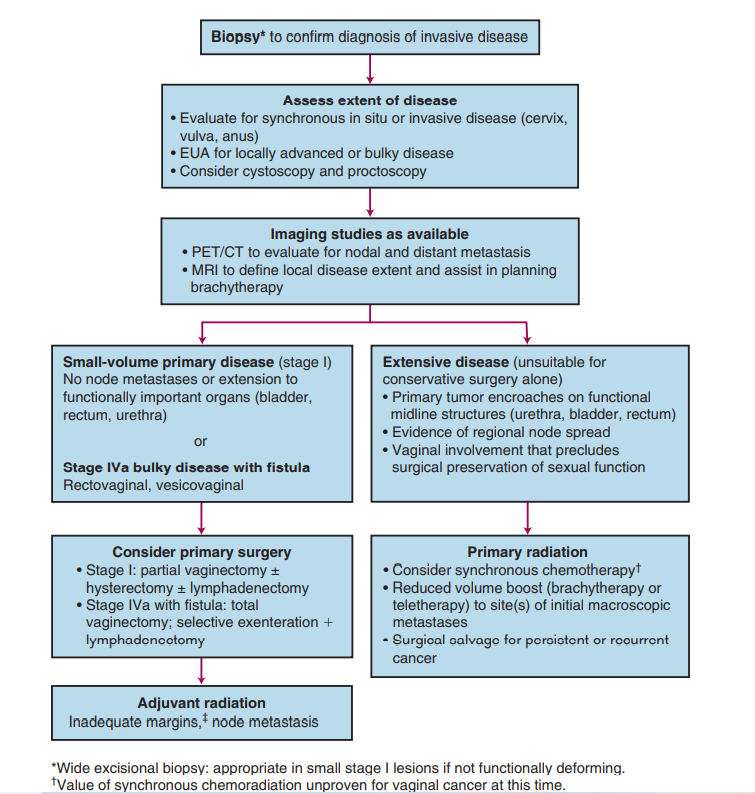 Biopsy* to confirm diagnosis of invasive disease
Assess extent of disease
• Evaluate for synchronous in situ or invasive disease (cervix,
vulva, anus)
• EUA for locally advanced or bulky disease
• Consider cystoscopy and proctoscopy
Imaging studies as available
• PET/CT to evaluate for nodal and distant metastasis
• MRI to define local disease extent and assist in planning
brachytherapy
Small-volume primary disease (stage I)
No node metastases or extension to
functionally important organs (bladder,
rectum, urethra)
or
Stage IVa bulky disease with fistula
Rectovaginal, vesicovaginal
Extensive disease (unsuitable for
conservative surgery alone)
• Primary tumor encroaches on functional
midline structures (urethra, bladder, rectum)
• Evidence of regional node spread
• Vaginal involvement that precludes
surgical preservation of sexual function
Consider primary surgery
• Stage I: partial vaginectomy ±
hysterectomy ± lymphadenectomy
• Stage IVa with fistula: total
vaginectomy; selective exenteration +
lymphadenectomy
Primary radiation
• Consider synchronous chemotherapy†
• Reduced volume boost (brachytherapy or
teletherapy) to site(s) of initial macroscopic
metastases
• Surgical salvage for persistent or recurrent
cancer
Adjuvant radiation
Inadequate margins,‡ node metastasis
*Wide excisional biopsy: appropriate in small stage I lesions if not functionally deforming.
†Value of synchronous chemoradiation unproven for vaginal cancer at this time.